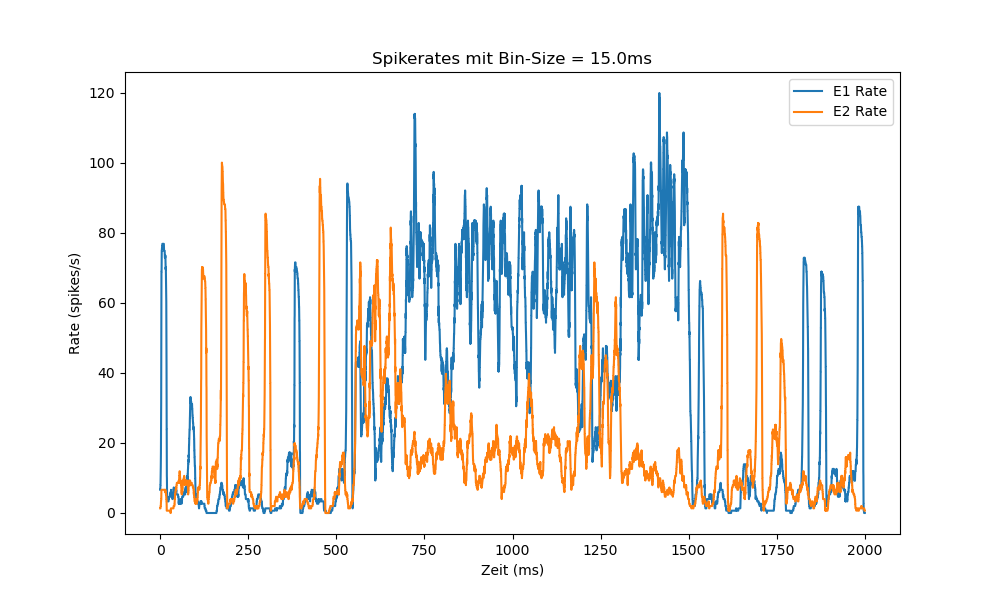 Spikerates mit Bin-Size = 15.0ms
E1 Rate
E2 Rate
Rate (spikes/s)
120
100
80
60
40
20
0
0 250 500 750 1000 1250 1500 1750 2000
Zeit (ms)